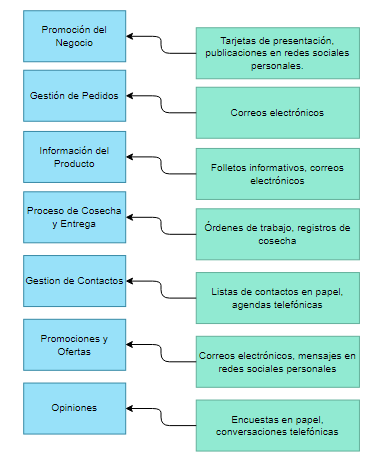 Promoción del
Negocio
Tarjetas de presentación,
publicaciones en redes sociales
personales.
Gestión de Pedidos
Correos electrónicos
Información del
Producto
Folletos informativos, correos
electrónicos
Proceso de Cosecha
y Entrega
Órdenes de trabajo, registros de
cosecha
Gestion de Contactos
Listas de contactos en papel,
agendas telefónicas
Promociones y
Ofertas
Correos electrónicos, mensajes en
redes sociales personales
Opiniones
Encuestas en papel,
conversaciones telefónicas